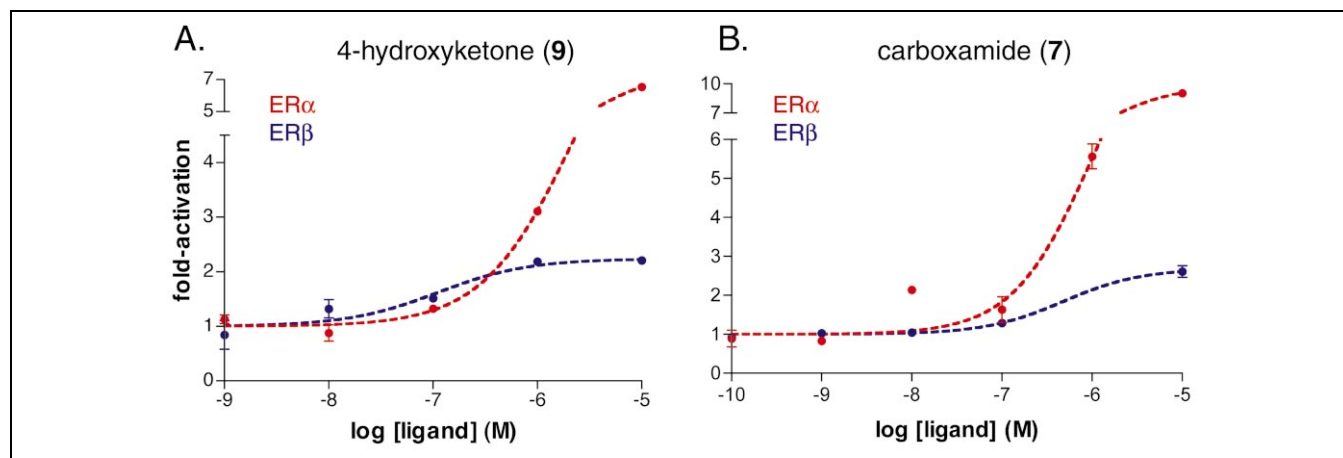 A.
4-hydroxyketone (9)
ERα
ERβ
fold-activation
7
5
4
3
2
1
0
-9
-8
-7
-6
-5
log [ligand] (M)
B.
carboxamide (7)
ERα
ERβ
10
7
6
5
4
3
2
1
0
-10
-9
-8
-7
-6
-5
log [ligand] (M)